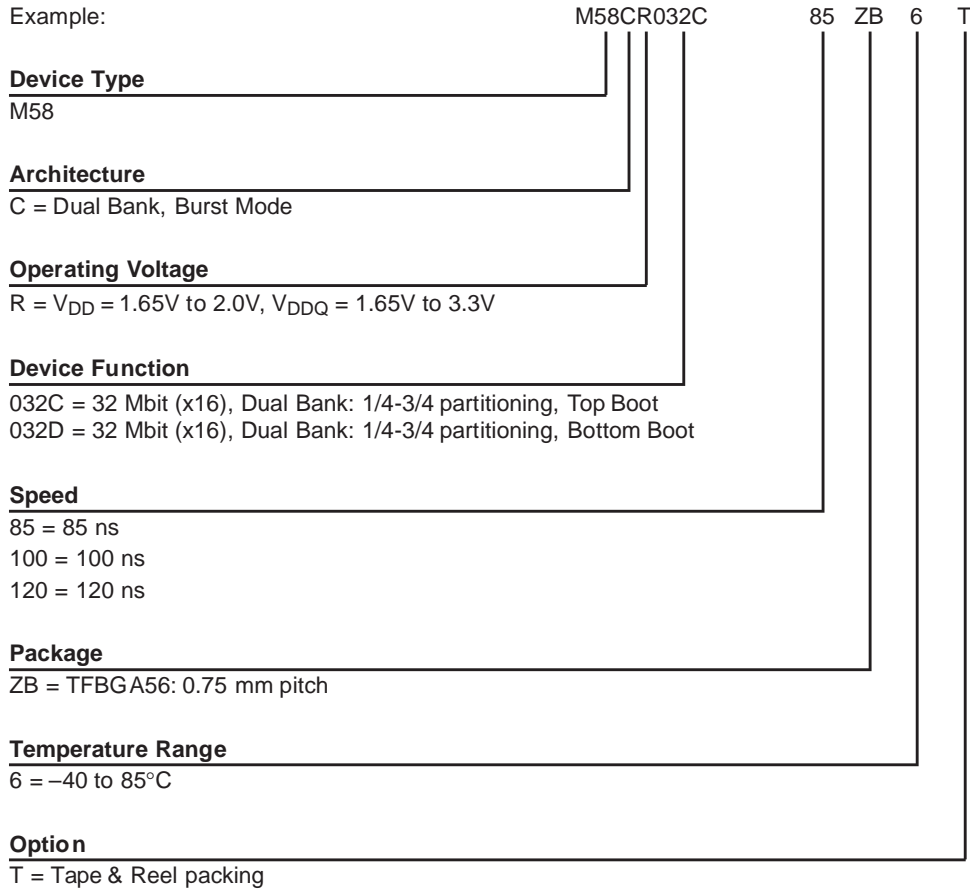 Example: M58CR032C 85 ZB 6 T
Device Type
M58
Architecture
C = Dual Bank, Burst Mode
Operating Voltage
R = VDD = 1.65V to 2.0V, VDDQ = 1.65V to 3.3V
Device Function
032C = 32 Mbit (x16), Dual Bank: 1/4-3/4 partitioning, Top Boot
032D = 32 Mbit (x16), Dual Bank: 1/4-3/4 partitioning, Bottom Boot
Speed
85 = 85 ns
100 = 100 ns
120 = 120 ns
Package
ZB = TFBGA56: 0.75 mm pitch
Temperature Range
6 = –40 to 85°C
Option
T = Tape & Reel packing